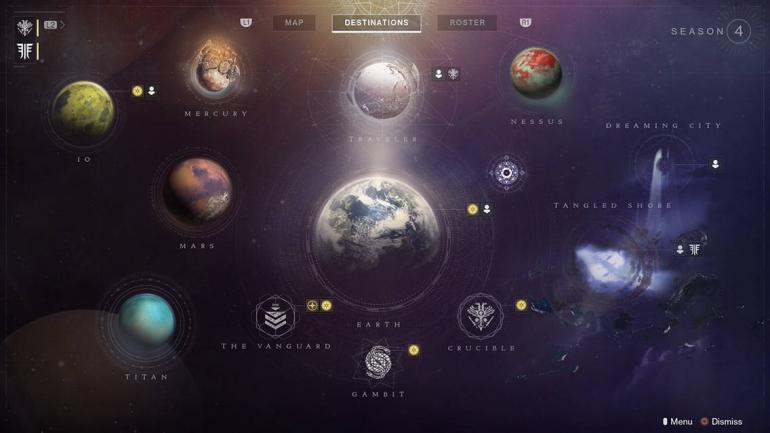 L2
L1 MAP DESTINATIONS ROSTER R1
SEASON 4
MERCURY
NESSUS
DREAMING CITY
TRAVELER
IO
TANGLED SHORE
MARS
EARTH
THE VANGUARD
CRUCIBLE
TITAN
GAMBIT
Menu Dismiss